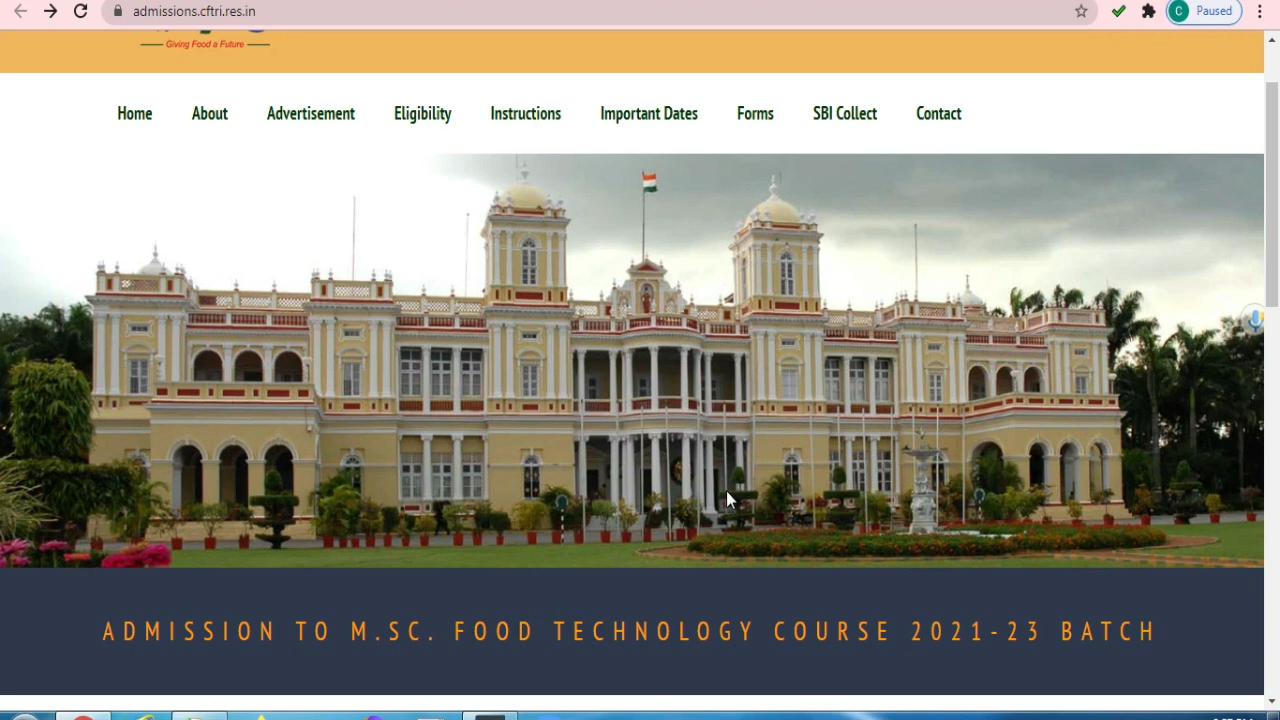 admissions.cftri.res.in
C Paused
Giving Food a Future
Home About Advertisement Eligibility Instructions Important Dates Forms SBI Collect Contact
ADMISSION TO M.SC. FOOD TECHNOLOGY COURSE 2021-23 BATCH